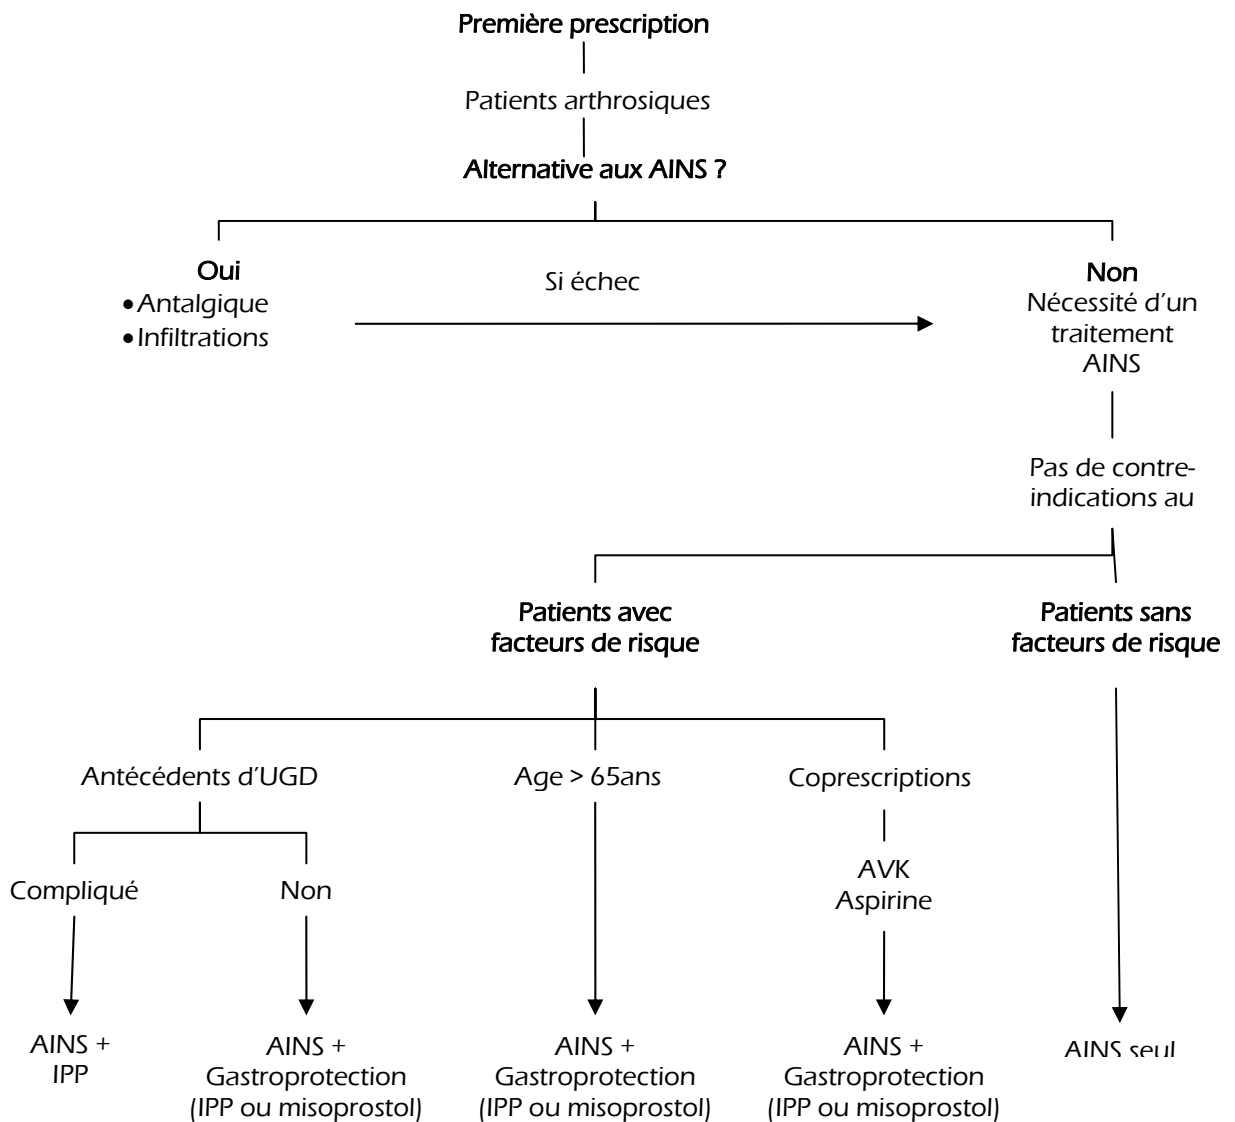 Première prescription
Patients arthrosiques
Alternative aux AINS ?
Oui
•Antalgique
•Infiltrations
Si échec
Non
Nécessité d'un
traitement
AINS
Pas de contre-
indications au
Patients avec
facteurs de risque
Patients sans
facteurs de risque
Antécédents d'UGD
Age > 65ans
Coprescriptions
Compliqué
Non
AVK
Aspirine
AINS +
IPP
AINS +
Gastroprotection
(IPP ou misoprostol)
AINS +
Gastroprotection
(IPP ou misoprostol)
AINS +
Gastroprotection
(IPP ou misoprostol)
AINS seul